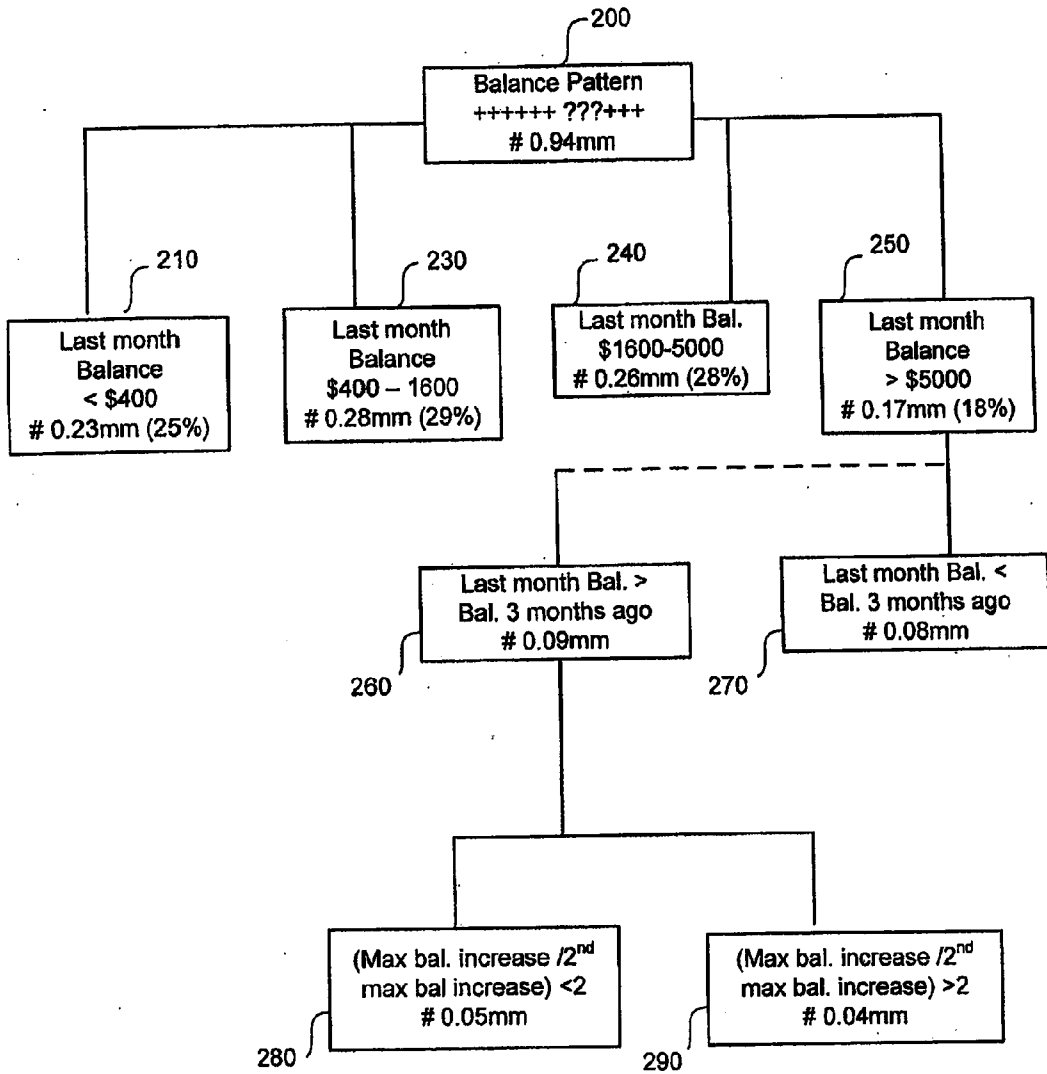 200
Balance Pattern
++++++ ???+++
# 0.94mm
210
Last month
Balance
< $400
# 0.23mm (25%)
230
Last month
Balance
$400 – 1600
# 0.28mm (29%)
240
Last month Bal.
$1600-5000
# 0.26mm (28%)
250
Last month
Balance
> $5000
# 0.17mm (18%)
Last month Bal. >
Bal. 3 months ago
# 0.09mm
260
Last month Bal. <
Bal. 3 months ago
# 0.08mm
270
(Max bal. increase /2nd
max bal increase) <2
# 0.05mm
280
(Max bal. increase /2nd
max bal. increase) >2
# 0.04mm
290